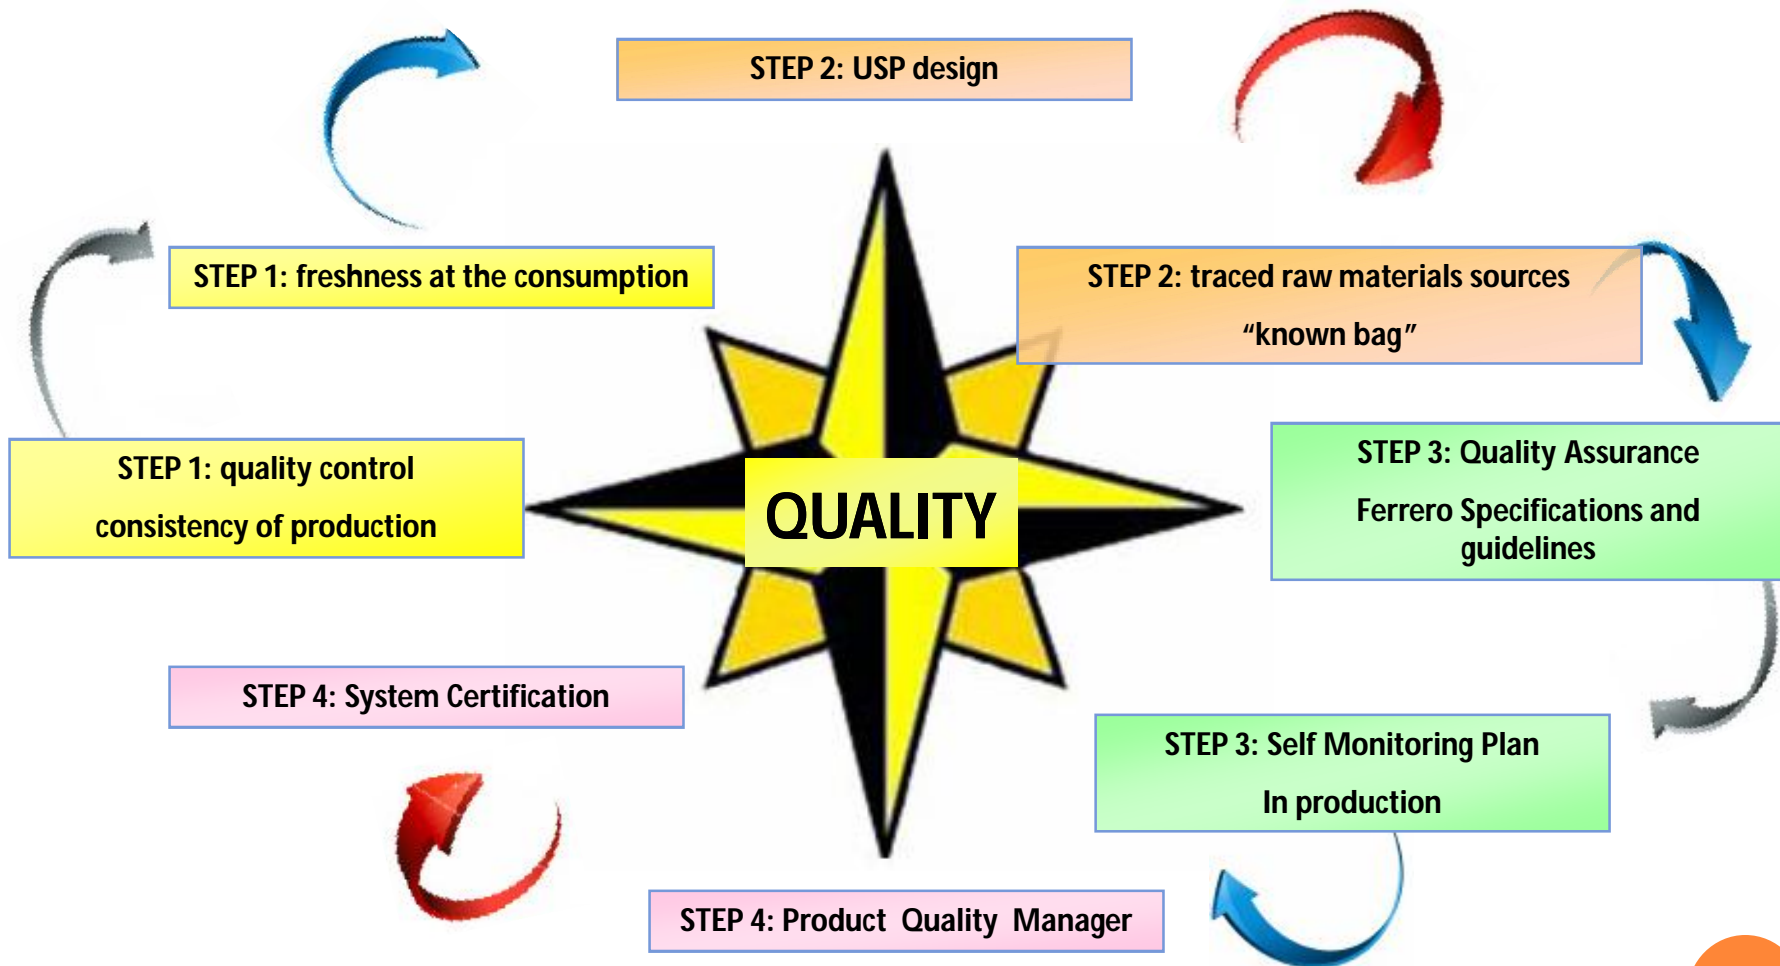 STEP 2: USP design
STEP 1: freshness at the consumption
STEP 2: traced raw materials sources
“known bag”
STEP 1: quality control
consistency of production
QUALITY
STEP 3: Quality Assurance
Ferrero Specifications and
guidelines
STEP 4: System Certification
STEP 3: Self Monitoring Plan
In production
STEP 4: Product Quality Manager